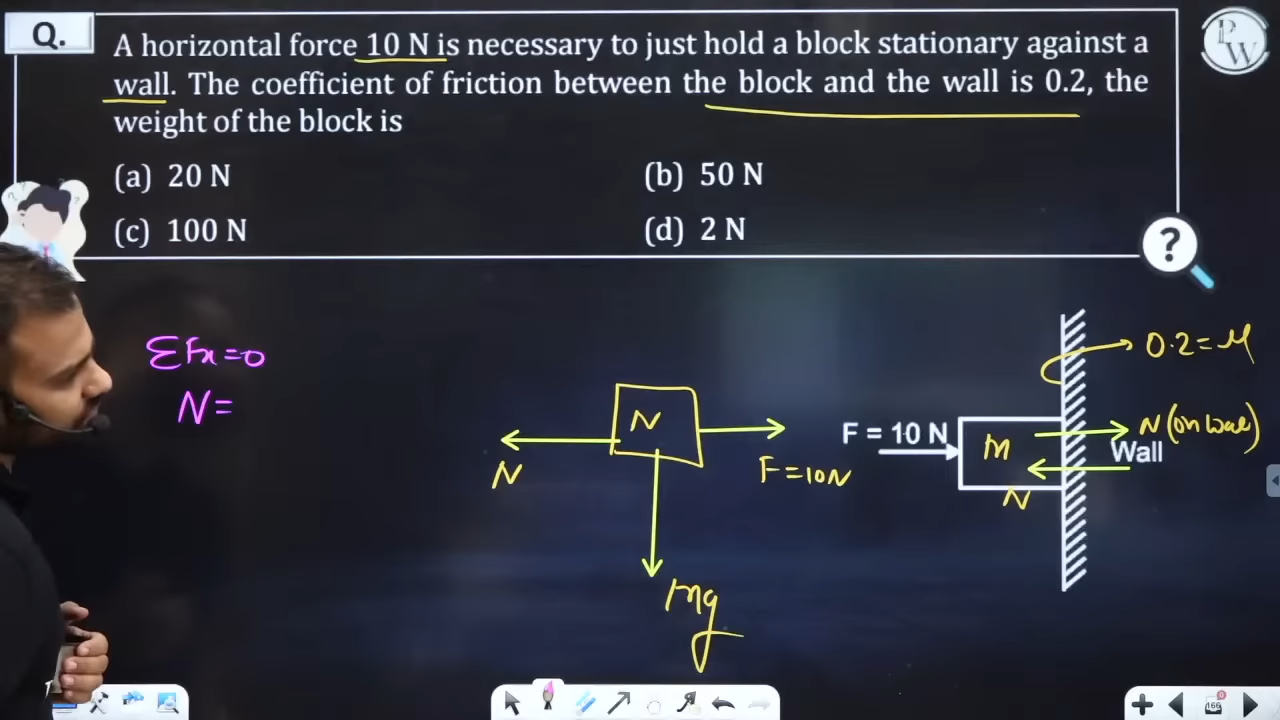 Q.
A horizontal force 10 N is necessary to just hold a block stationary against a
wall. The coefficient of friction between the block and the wall is 0.2, the
weight of the block is
(a) 20 N
(b) 50 N
(c) 100 N
(d) 2 N
PW
?
ΣFx=0
N=
N
N
F=10N
mg
F = 10 N
M
N
0.2=μ
N (on wall)
Wall
166